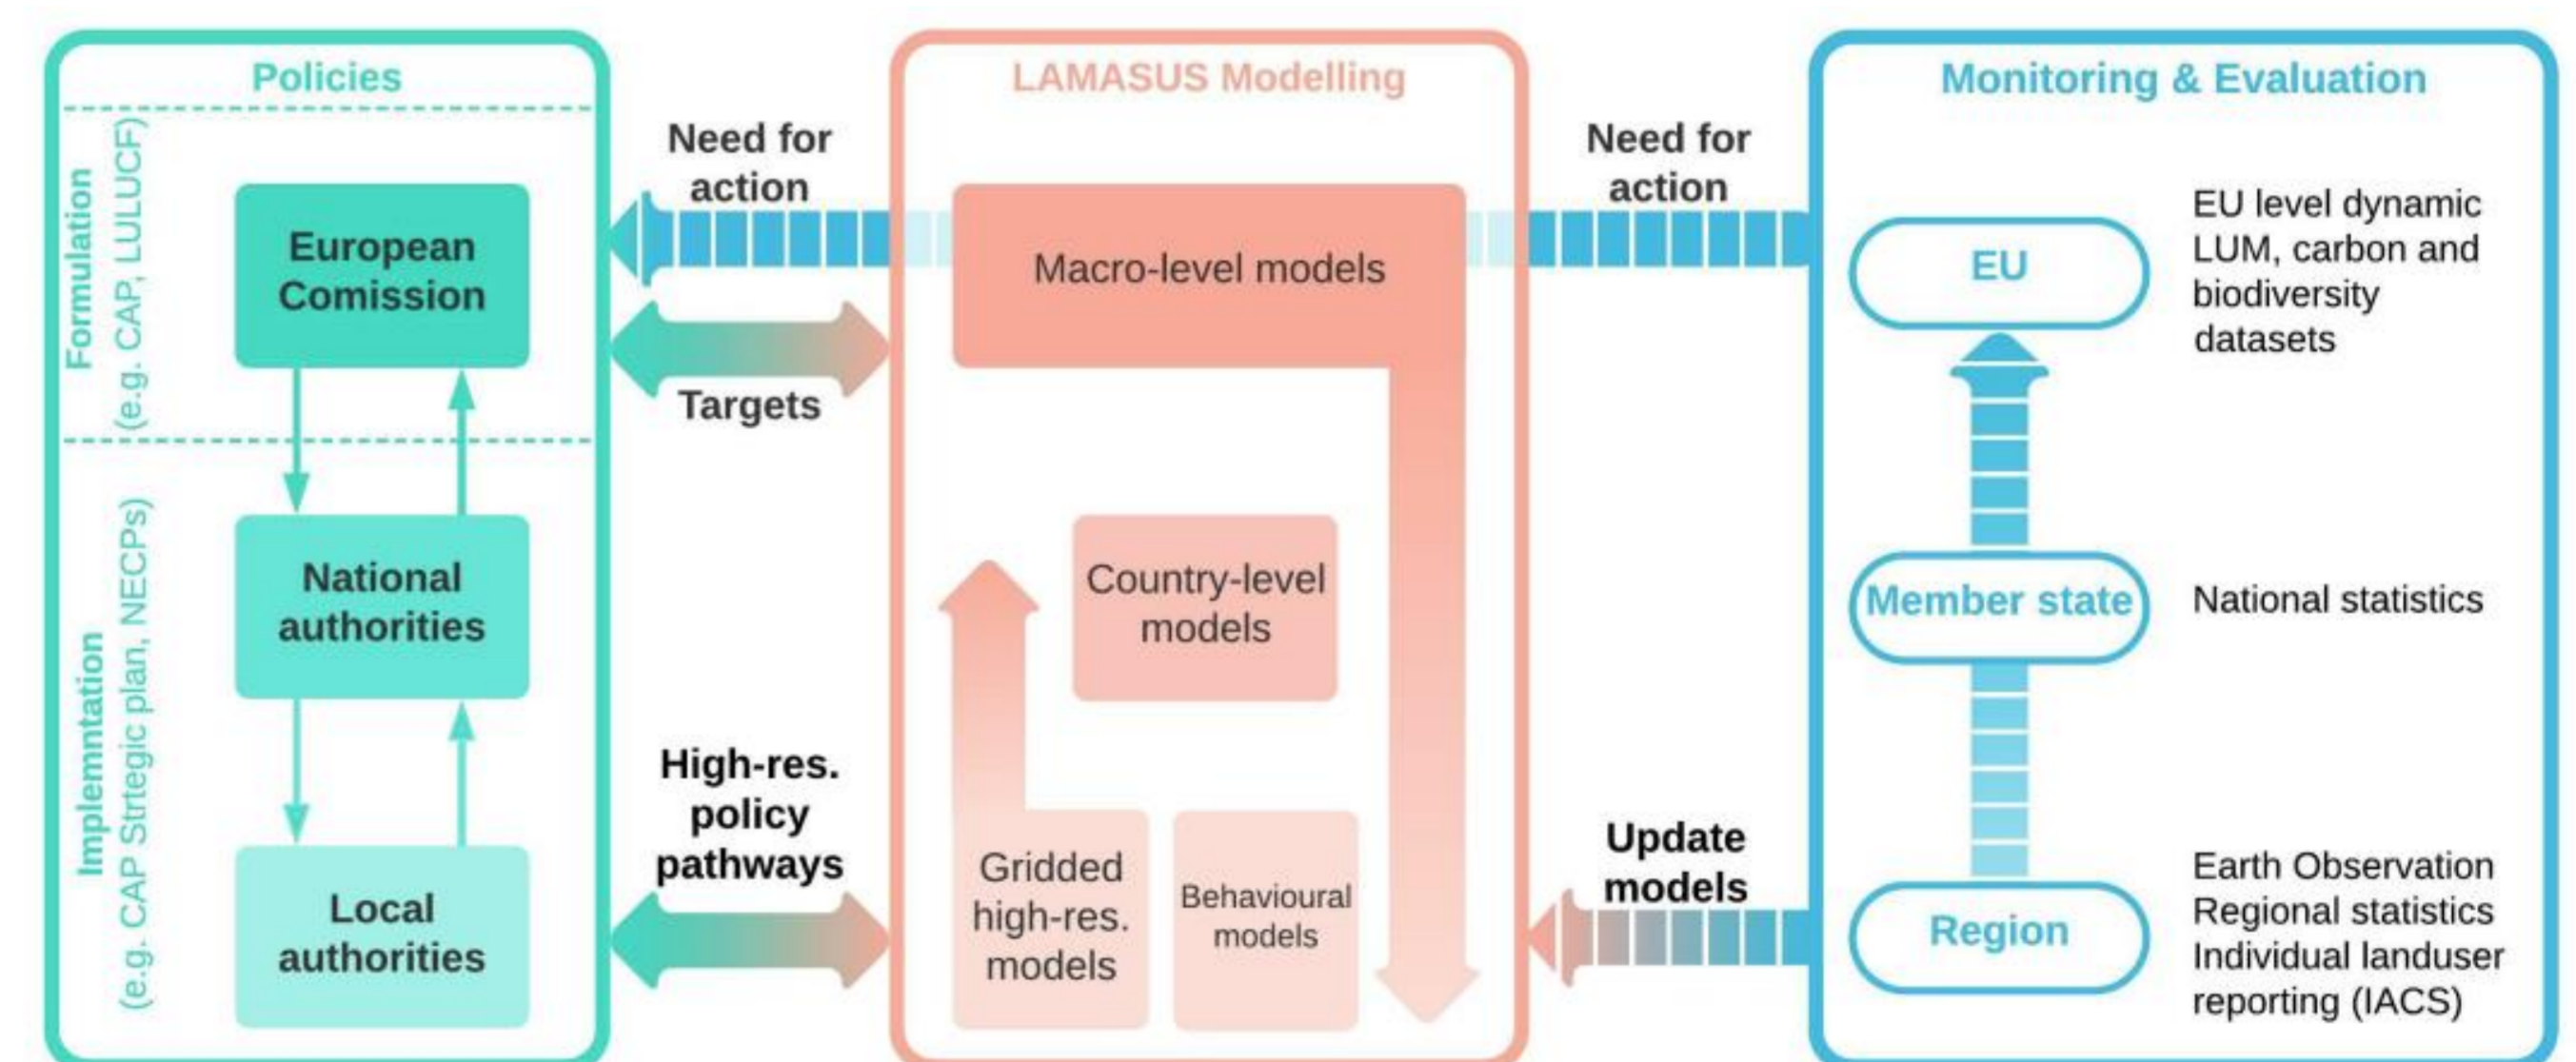 Policies
Formulation
(e.g. CAP, LULUCF)
European
Comission
National
authorities
Local
authorities
Implemntation
(e.g. CAP Strtegic plan, NECPs)
Need for
action
Targets
High-res.
policy
pathways
LAMASUS Modelling
Macro-level models
Country-level
models
Gridded
high-res.
models
Behavioural
models
Need for
action
Update
models
Monitoring & Evaluation
EU
EU level dynamic
LUM, carbon and
biodiversity
datasets
Member state
National statistics
Region
Earth Observation
Regional statistics
Individual landuser
reporting (IACS)